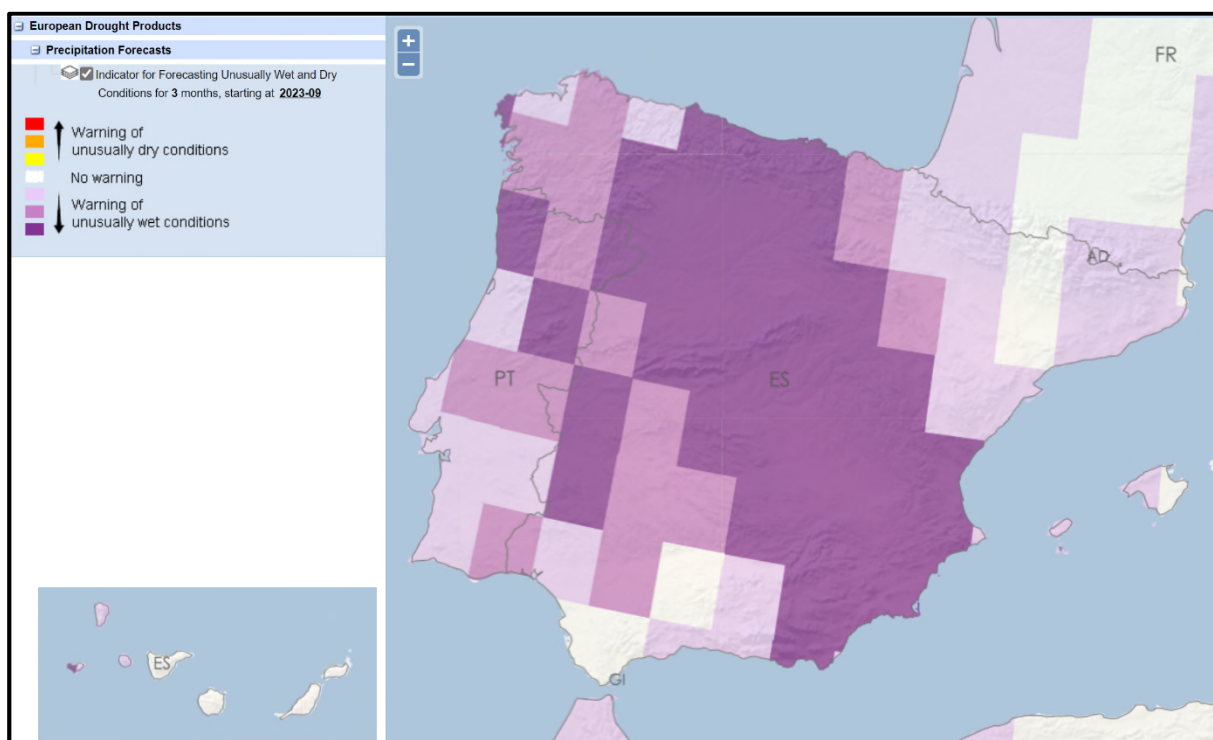 European Drought Products
Precipitation Forecasts
Indicator for Forecasting Unusually Wet and Dry
Conditions for 3 months, starting at 2023-09
Warning of
unusually dry conditions
No warning
Warning of
unusually wet conditions
+
−
FR
AD
PT
ES
GI
ES